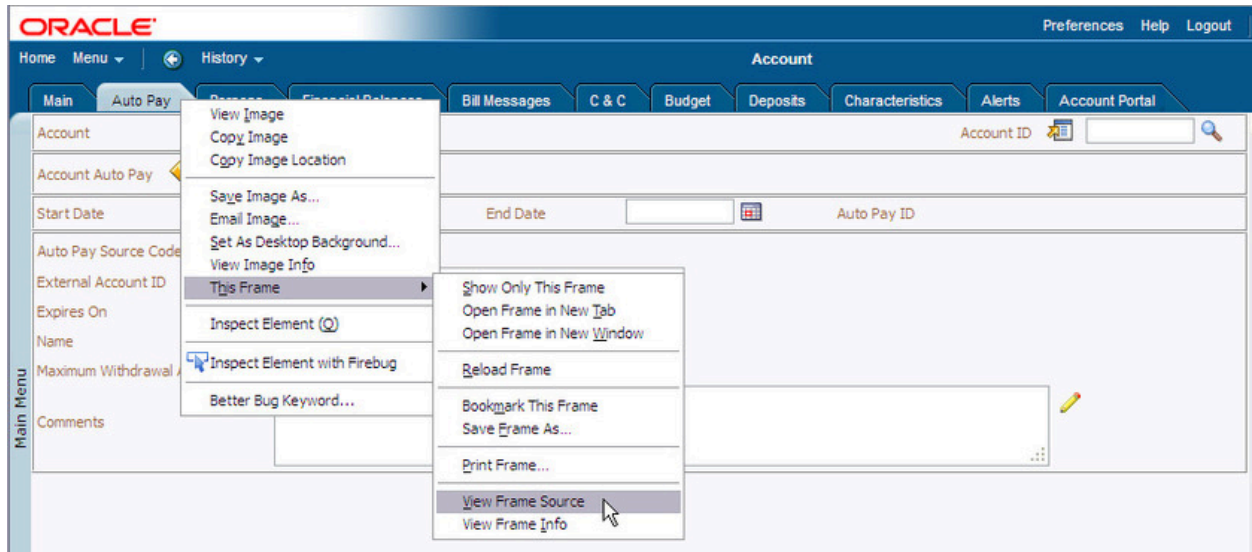 ORACLE
Preferences Help Logout
Home Menu History Account
Main Auto Pay Persons Financial Balances Bill Messages C & C Budget Deposits Characteristics Alerts Account Portal
Account Account ID
Account Auto Pay
Start Date End Date Auto Pay ID
Auto Pay Source Code
External Account ID
Expires On
Name
Maximum Withdrawal
Comments
Main Menu
View Image
Copy Image
Copy Image Location
Save Image As...
Email Image...
Set As Desktop Background...
View Image Info
This Frame
Inspect Element (Q)
Inspect Element with Firebug
Better Bug Keyword...
Show Only This Frame
Open Frame in New Tab
Open Frame in New Window
Reload Frame
Bookmark This Frame
Save Frame As...
Print Frame...
View Frame Source
View Frame Info